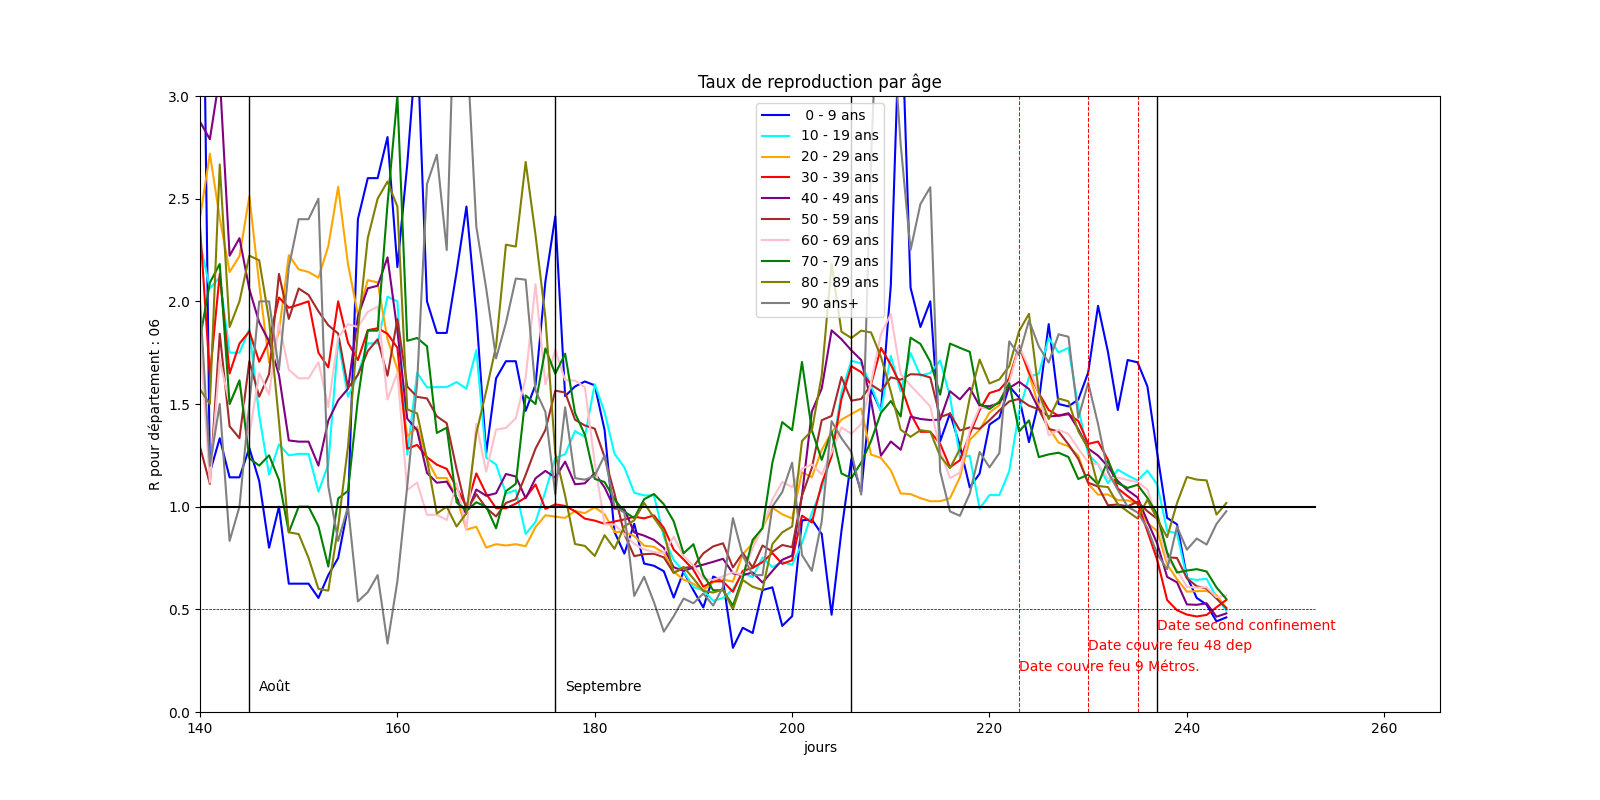 Taux de reproduction par âge
3.0
2.5
2.0
1.5
1.0
0.5
0.0
R pour département : 06
0 - 9 ans
10 - 19 ans
20 - 29 ans
30 - 39 ans
40 - 49 ans
50 - 59 ans
60 - 69 ans
70 - 79 ans
80 - 89 ans
90 ans+
Date second confinement
Date couvre feu 48 dep
Date couvre feu 9 Métros.
Août
Septembre
140
160
180
200
220
240
260
jours